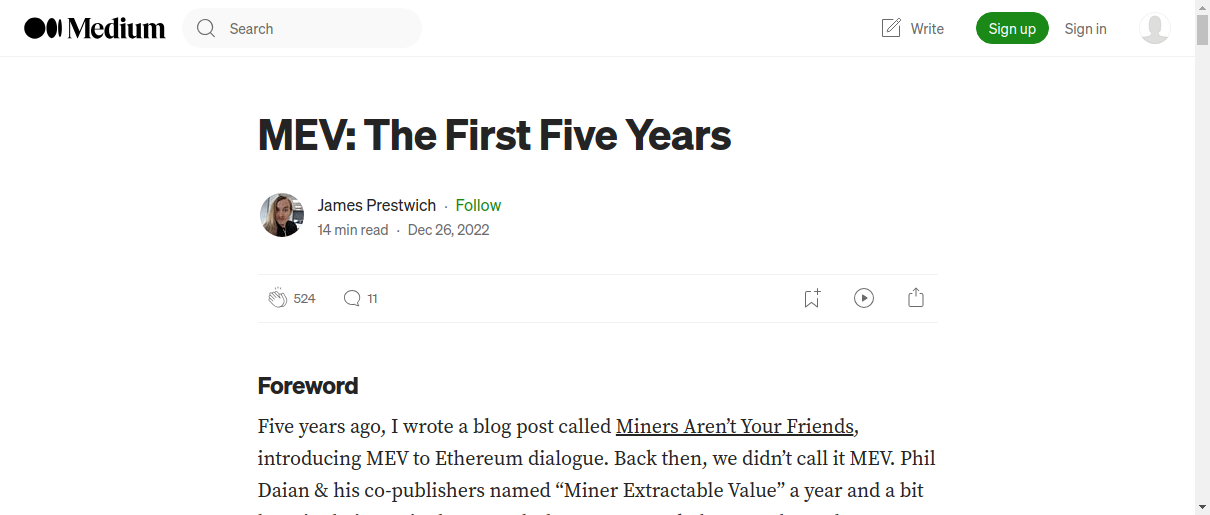 Medium
Search
Write
Sign up
Sign in
MEV: The First Five Years
James Prestwich · Follow
14 min read · Dec 26, 2022
524
11
Foreword
Five years ago, I wrote a blog post called Miners Aren’t Your Friends,
introducing MEV to Ethereum dialogue. Back then, we didn’t call it MEV. Phil
Daian & his co-publishers named “Miner Extractable Value” a year and a bit